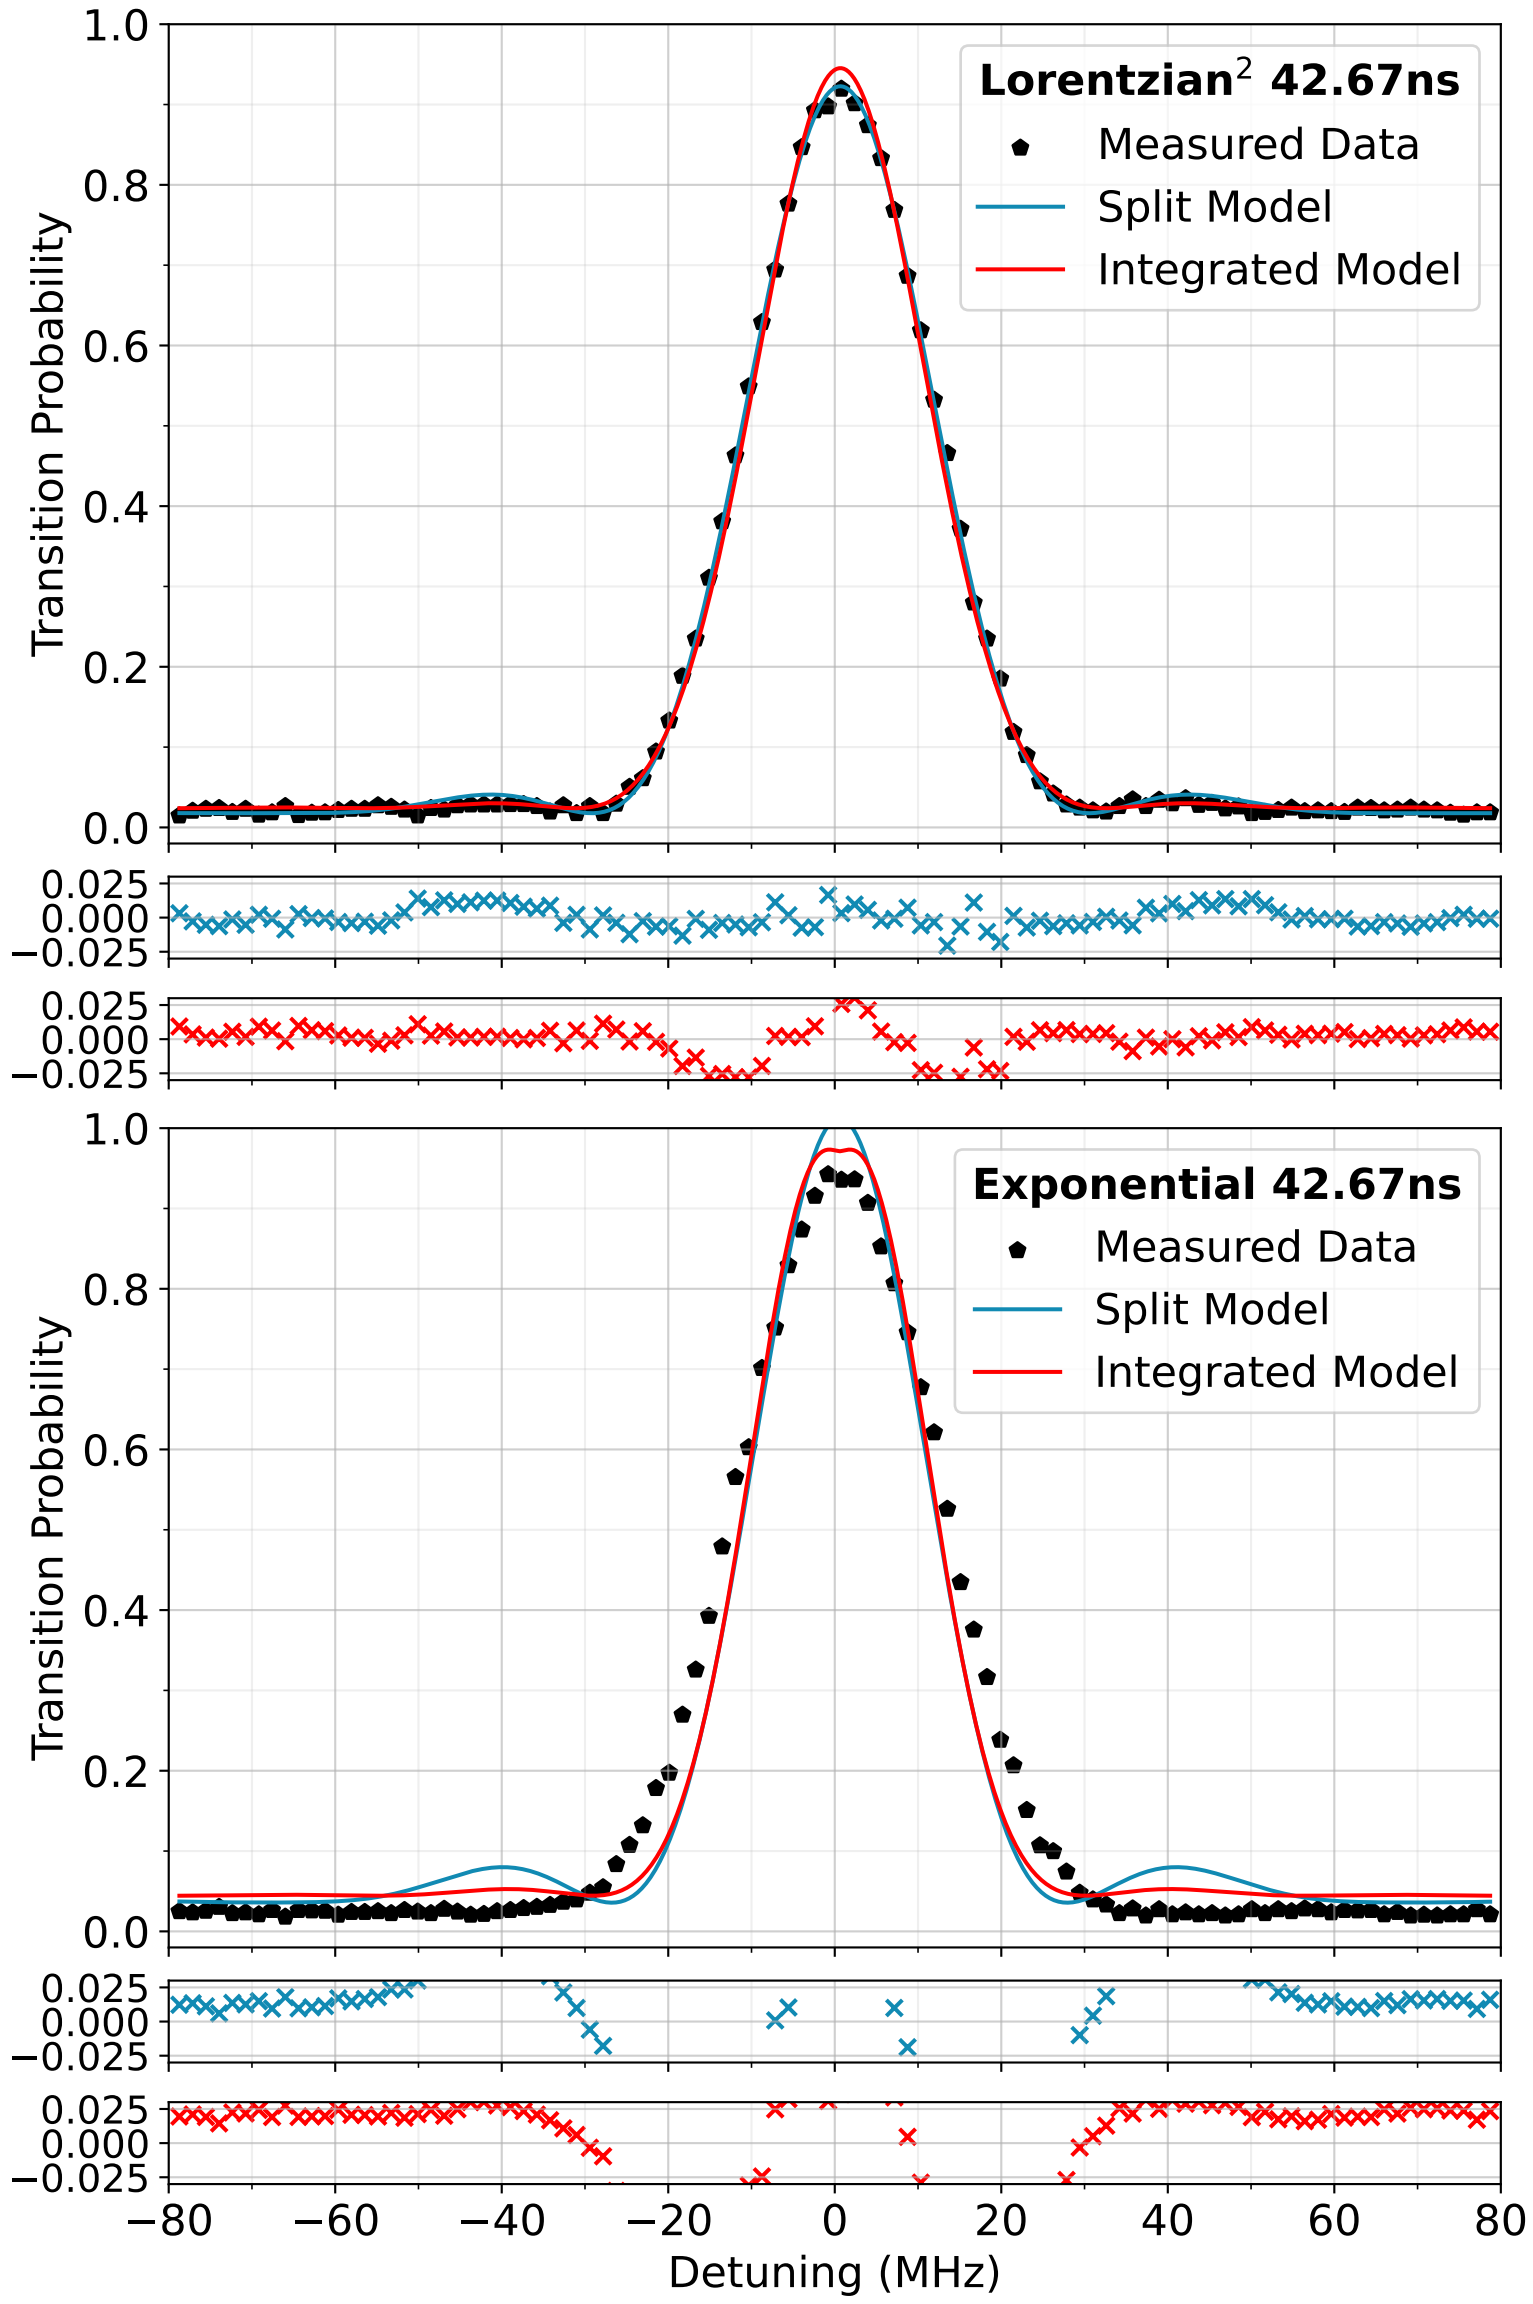 1.0
0.8
0.6
0.4
0.2
0.0
Transition Probability
Lorentzian² 42.67ns
Measured Data
Split Model
Integrated Model
0.025
0.000
−0.025
0.025
0.000
−0.025
1.0
0.8
0.6
0.4
0.2
0.0
Transition Probability
Exponential 42.67ns
Measured Data
Split Model
Integrated Model
0.025
0.000
−0.025
0.025
0.000
−0.025
−80 −60 −40 −20 0 20 40 60 80
Detuning (MHz)